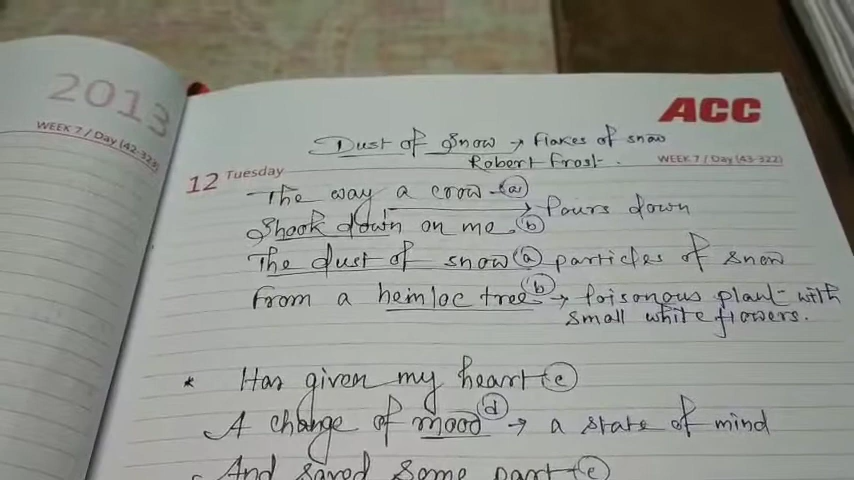 2013
WEEK 7 / Day (42-323)
ACC
Dust of Snow → flakes of snow
Robert Frost.
WEEK 7 / Day (43-322)
12 Tuesday
The way a crow (a)
Shook down on me (b) → Pours down
The dust of snow (a) particles of snow
From a hemloc tree (b) → poisonous plant with
small white flowers.
* Has given my heart (c)
A change of mood (d) → a state of mind
And saved some part (c)